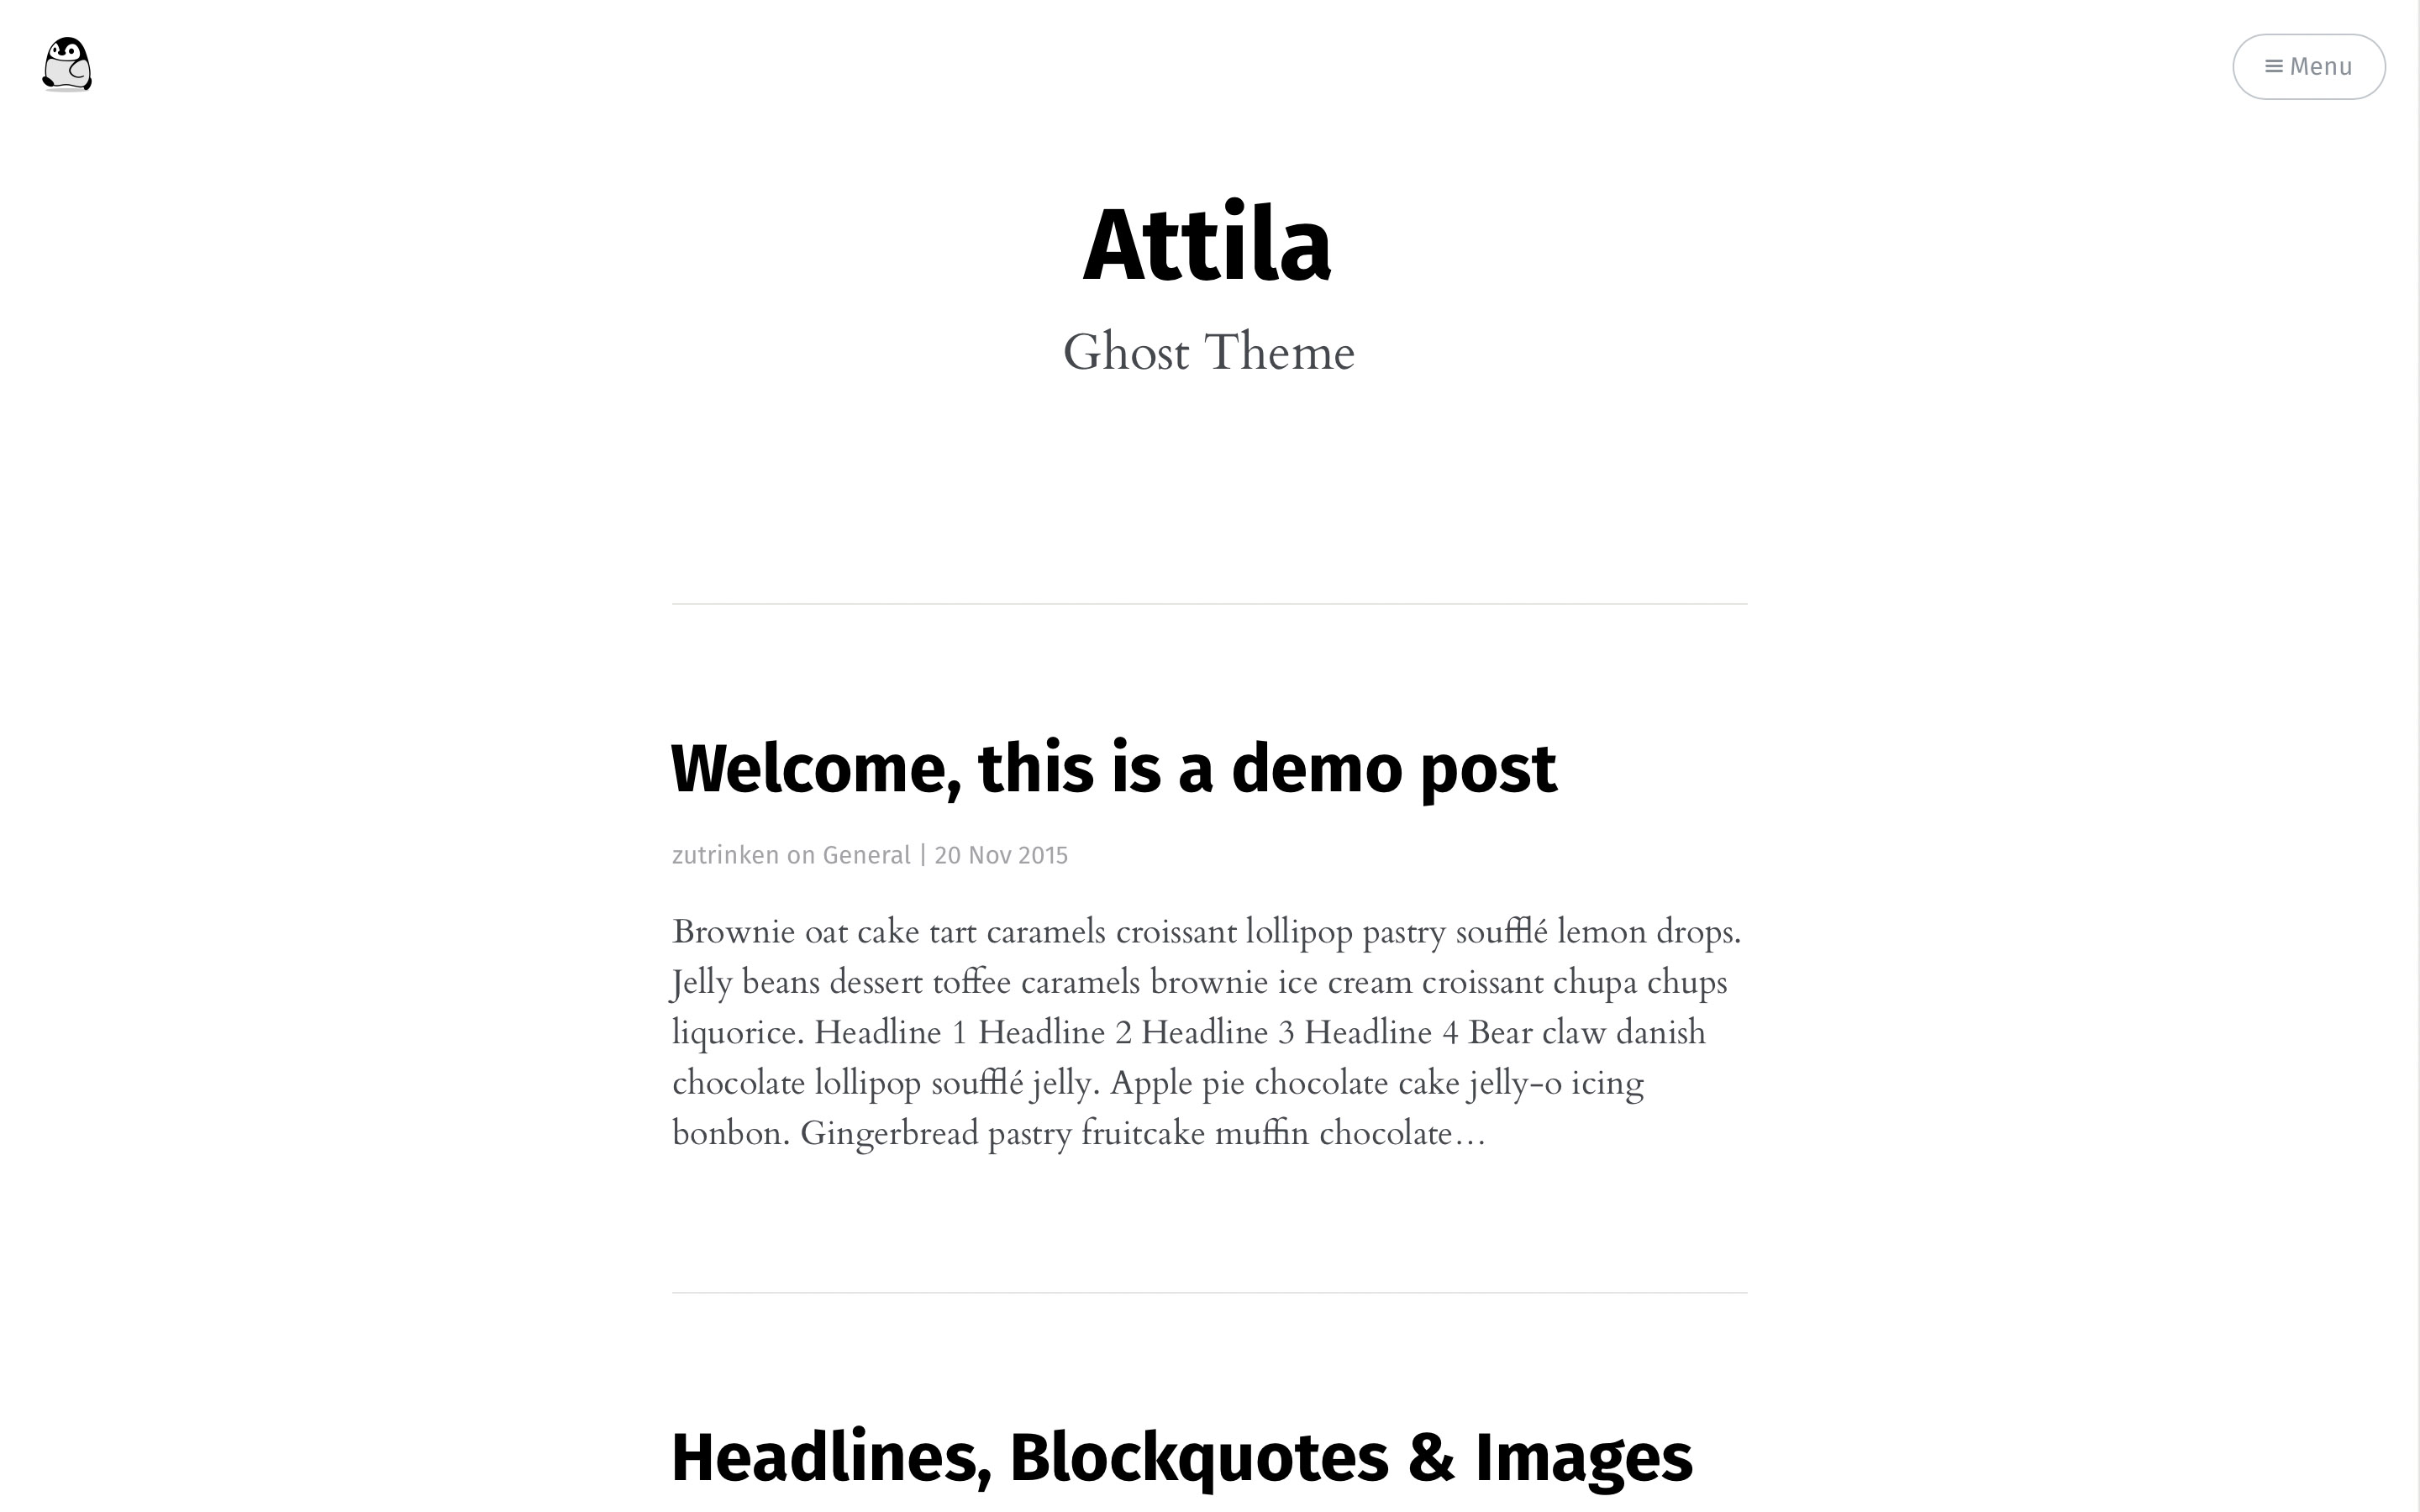 Menu
Attila
Ghost Theme
Welcome, this is a demo post
zutrinken on General | 20 Nov 2015
Brownie oat cake tart caramels croissant lollipop pastry soufflé lemon drops.
Jelly beans dessert toffee caramels brownie ice cream croissant chupa chups
liquorice. Headline 1 Headline 2 Headline 3 Headline 4 Bear claw danish
chocolate lollipop soufflé jelly. Apple pie chocolate cake jelly-o icing
bonbon. Gingerbread pastry fruitcake muffin chocolate…
Headlines, Blockquotes & Images